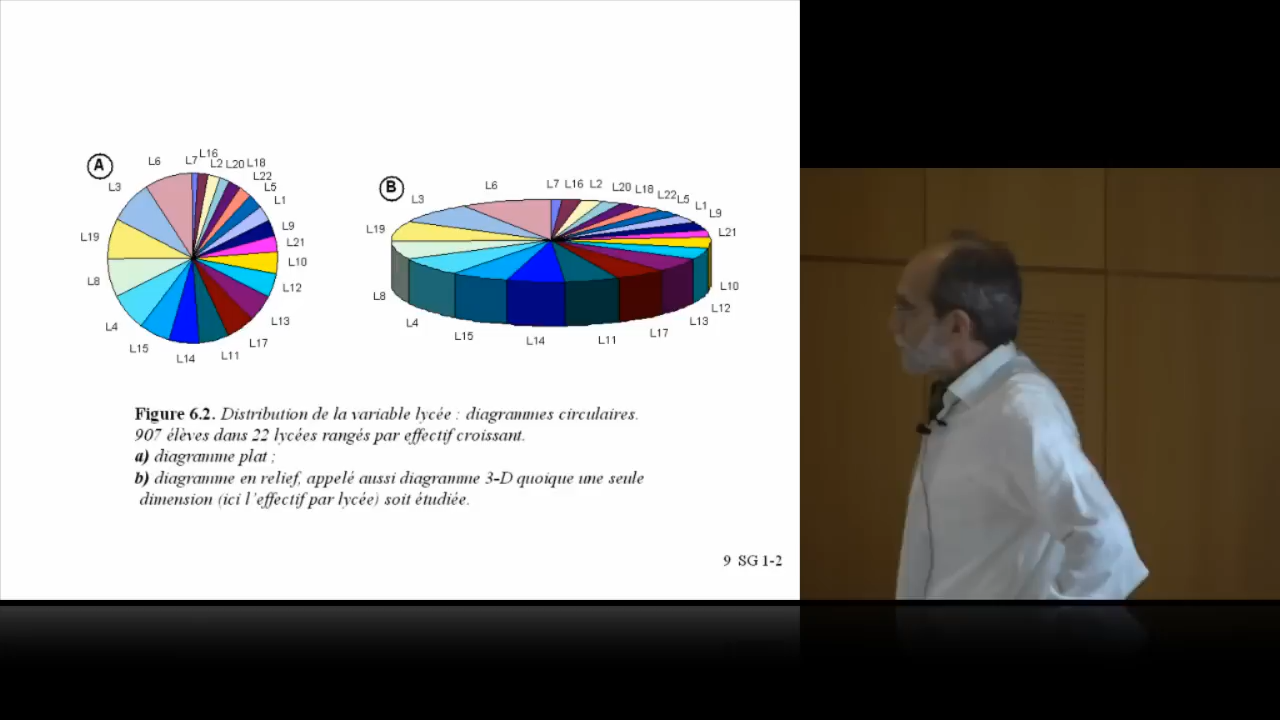 A
L6
L7
L16
L2
L20
L18
L22
L5
L1
L9
L21
L10
L12
L13
L17
L11
L14
L15
L4
L8
L19
L3
B
L3
L6
L7
L16
L2
L20
L18
L22
L5
L1
L9
L21
L10
L12
L13
L17
L11
L14
L15
L4
L8
L19
Figure 6.2. Distribution de la variable lycée : diagrammes circulaires.
907 élèves dans 22 lycées rangés par effectif croissant.
a) diagramme plat ;
b) diagramme en relief, appelé aussi diagramme 3-D quoique une seule
dimension (ici l'effectif par lycée) soit étudiée.
9 SG 1-2